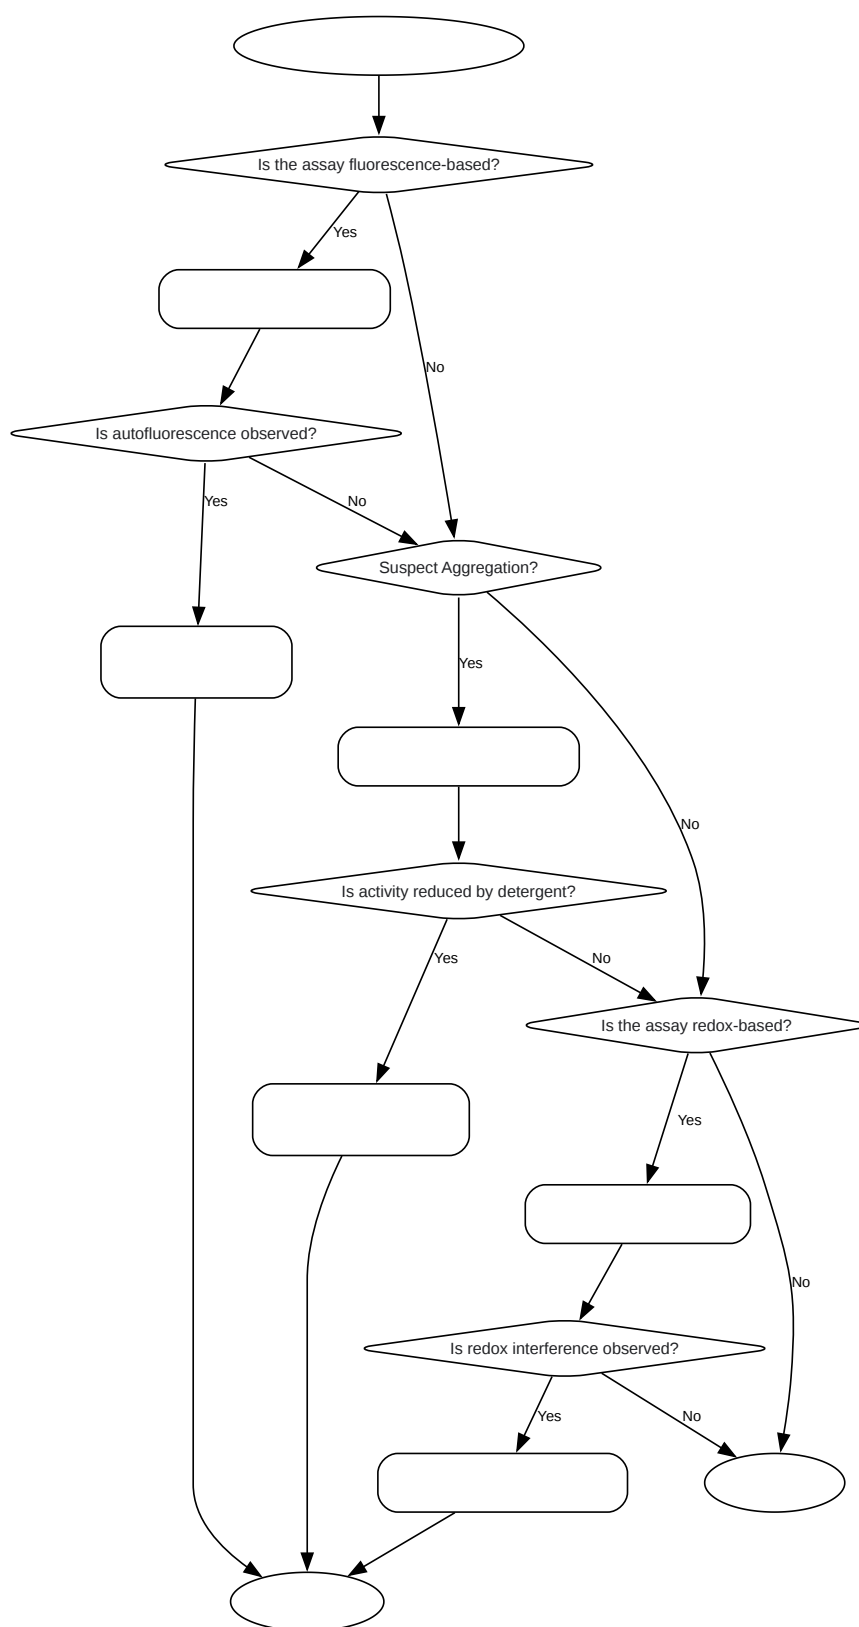 Is the assay fluorescence-based?
Yes
No
Is autofluorescence observed?
Yes
No
Suspect Aggregation?
Yes
No
Is activity reduced by detergent?
Yes
No
Is the assay redox-based?
Yes
No
Is redox interference observed?
Yes
No